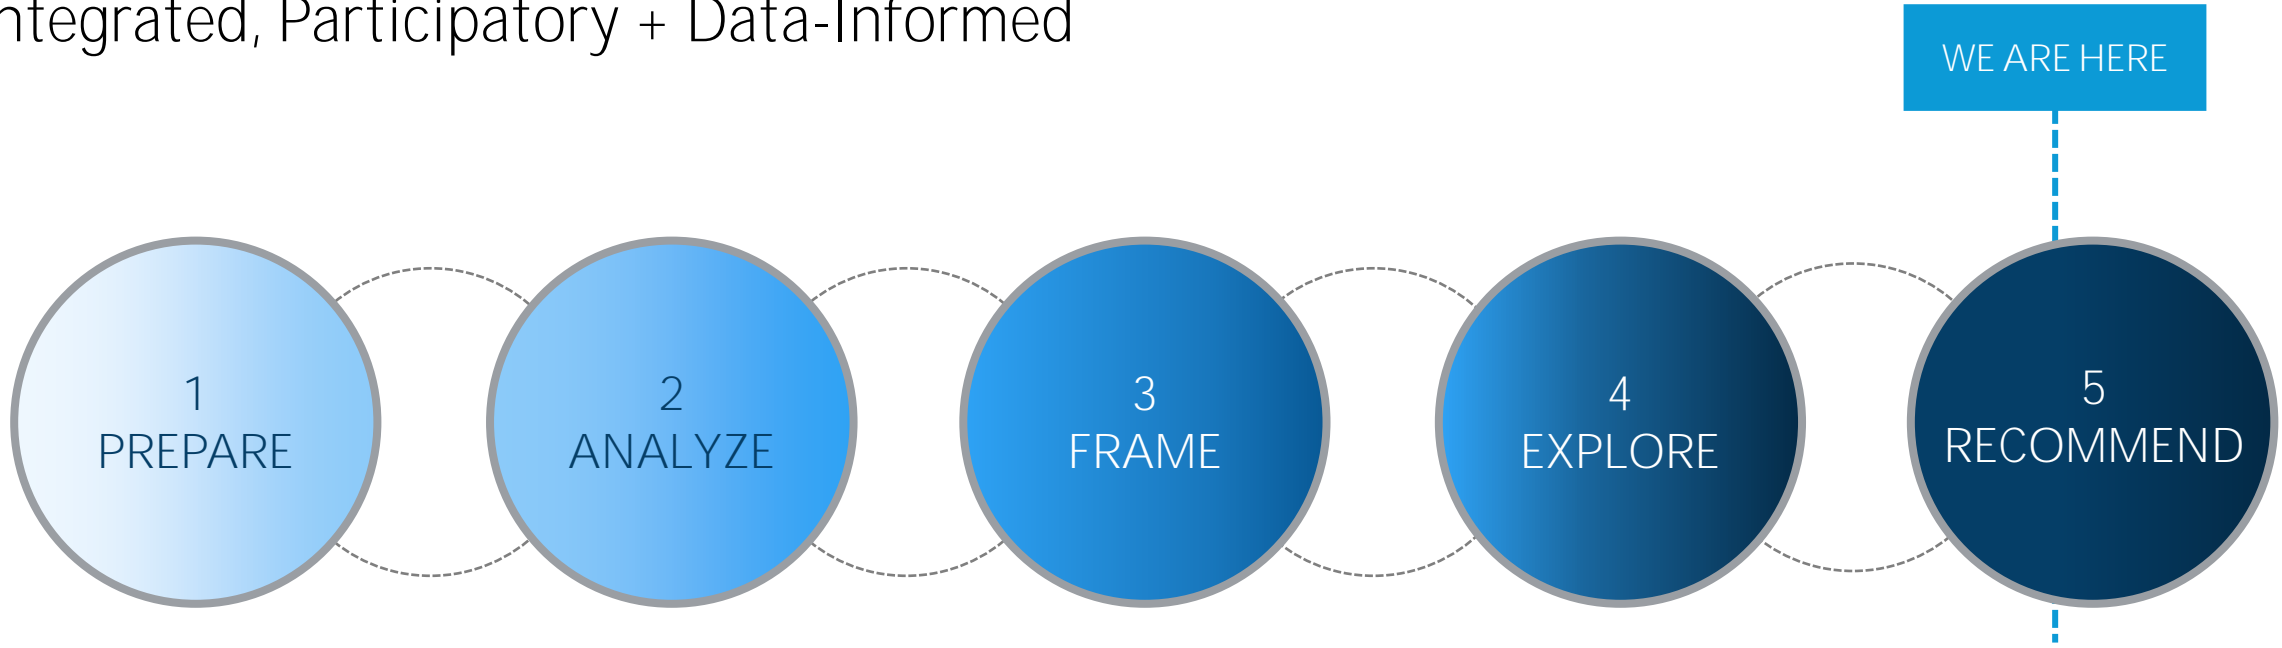 ntegrated, Participatory + Data-Informed
WE ARE HERE
1
PREPARE
2
ANALYZE
3
FRAME
4
EXPLORE
5
RECOMMEND